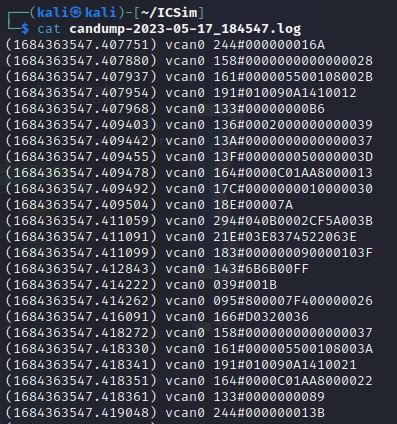 ┌──(kali㉿kali)-[~/ICSim]
└─$ cat candump-2023-05-17_184547.log
(1684363547.407751) vcan0 244#000000016A
(1684363547.407880) vcan0 158#0000000000000028
(1684363547.407937) vcan0 161#000005500108002B
(1684363547.407954) vcan0 191#010090A1410012
(1684363547.407968) vcan0 133#00000000B6
(1684363547.409403) vcan0 136#0002000000000039
(1684363547.409442) vcan0 13A#0000000000000037
(1684363547.409455) vcan0 13F#000000050000003D
(1684363547.409478) vcan0 164#0000C01AA8000013
(1684363547.409492) vcan0 17C#0000000010000030
(1684363547.409504) vcan0 18E#00007A
(1684363547.411059) vcan0 294#040B0002CF5A003B
(1684363547.411091) vcan0 21E#03E8374522063E
(1684363547.411099) vcan0 183#000000090000103F
(1684363547.412843) vcan0 143#6B6B00FF
(1684363547.414222) vcan0 039#001B
(1684363547.414262) vcan0 095#800007F400000026
(1684363547.416091) vcan0 166#D0320036
(1684363547.418272) vcan0 158#0000000000000037
(1684363547.418330) vcan0 161#000005500108003A
(1684363547.418341) vcan0 191#010090A1410021
(1684363547.418351) vcan0 164#0000C01AA8000022
(1684363547.418361) vcan0 133#0000000089
(1684363547.419048) vcan0 244#000000013B